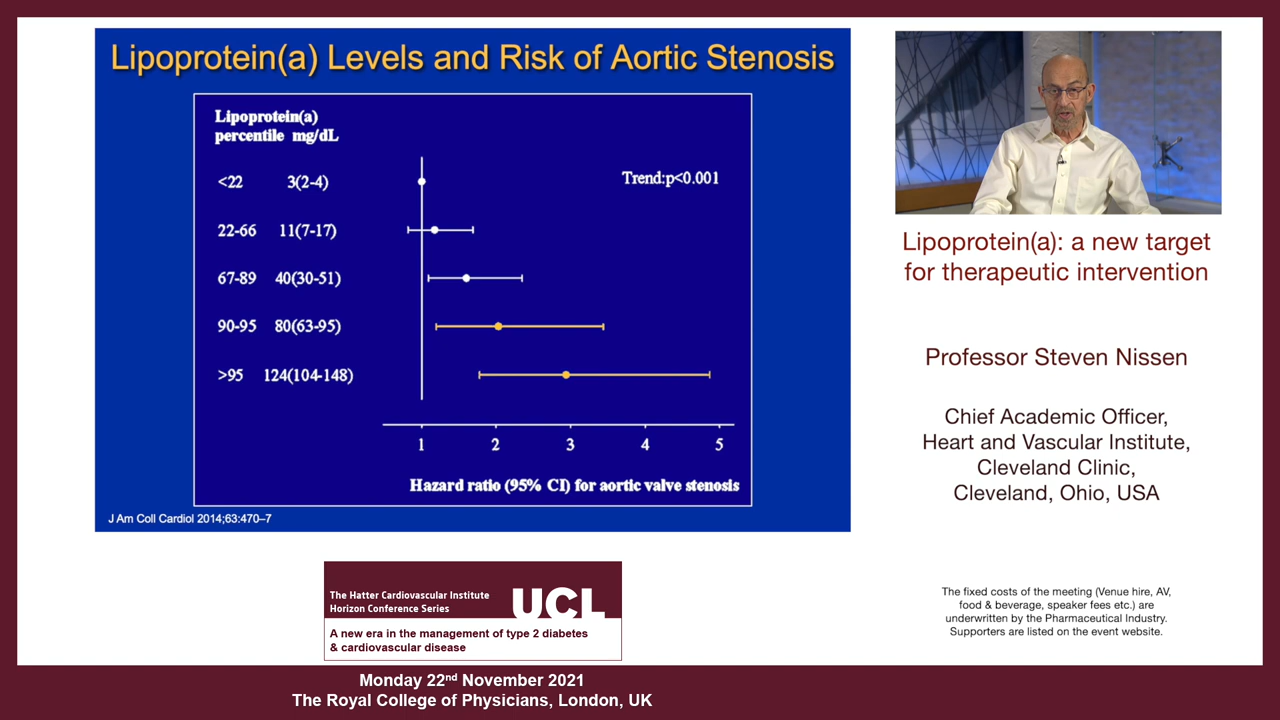 Lipoprotein(a) Levels and Risk of Aortic Stenosis
Lipoprotein(a)
percentile mg/dL
<22 3(2-4)
Trend:p<0.001
22-66 11(7-17)
67-89 40(30-51)
90-95 80(63-95)
>95 124(104-148)
1 2 3 4 5
Hazard ratio (95% CI) for aortic valve stenosis
J Am Coll Cardiol 2014;63:470–7
Lipoprotein(a): a new target
for therapeutic intervention
Professor Steven Nissen
Chief Academic Officer,
Heart and Vascular Institute,
Cleveland Clinic,
Cleveland, Ohio, USA
The fixed costs of the meeting (Venue hire, AV,
food & beverage, speaker fees etc.) are
underwritten by the Pharmaceutical Industry.
Supporters are listed on the event website.
The Hatter Cardiovascular Institute
Horizon Conference Series
UCL
A new era in the management of type 2 diabetes
& cardiovascular disease
Monday 22nd November 2021
The Royal College of Physicians, London, UK